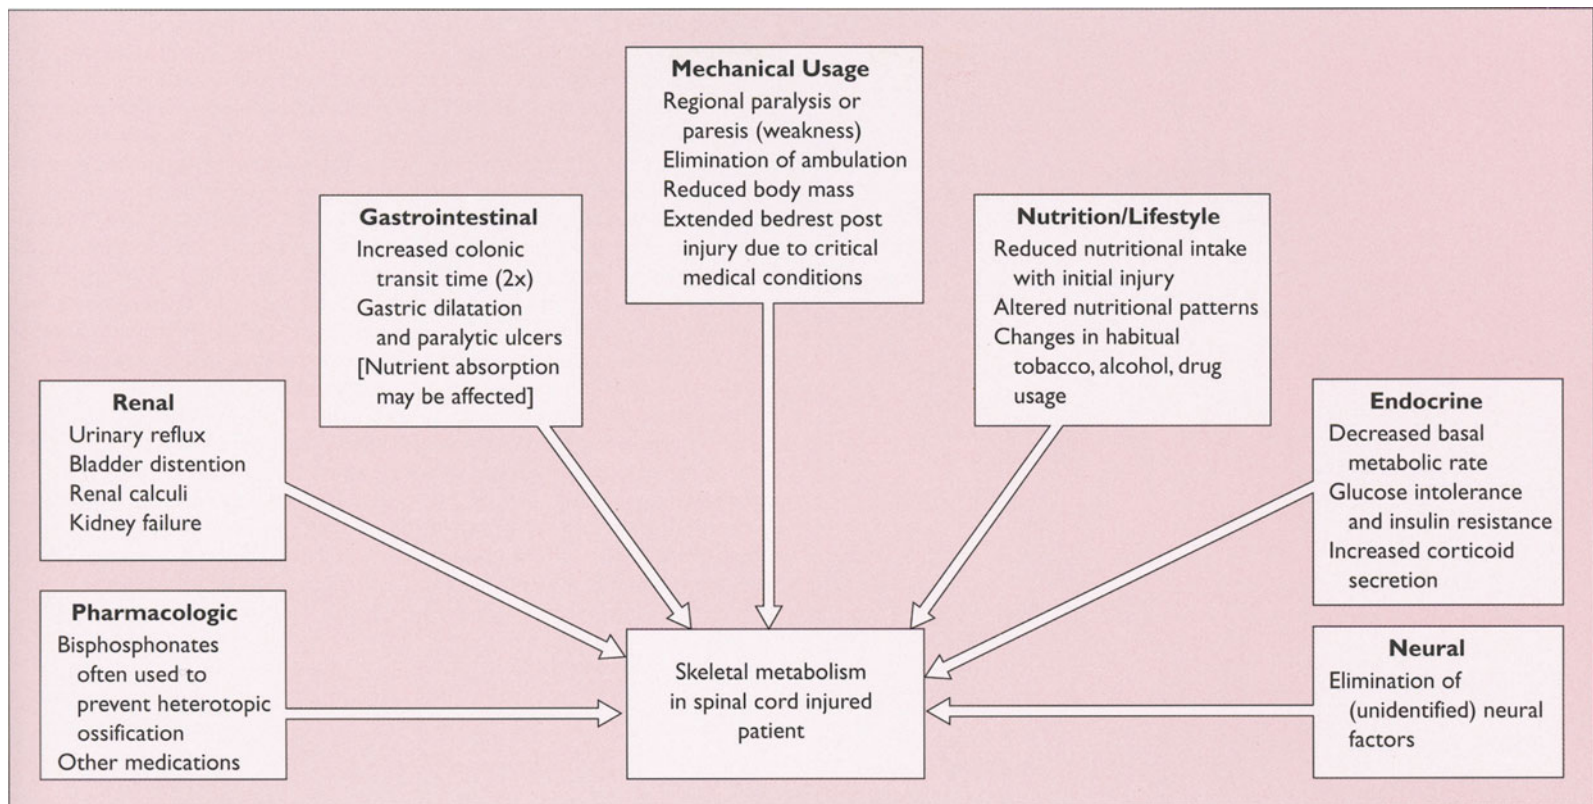 Mechanical Usage
Regional paralysis or
paresis (weakness)
Elimination of ambulation
Reduced body mass
Extended bedrest post
injury due to critical
medical conditions
Gastrointestinal
Increased colonic
transit time (2x)
Gastric dilatation
and paralytic ulcers
[Nutrient absorption
may be affected]
Nutrition/Lifestyle
Reduced nutritional intake
with initial injury
Altered nutritional patterns
Changes in habitual
tobacco, alcohol, drug
usage
Renal
Urinary reflux
Bladder distention
Renal calculi
Kidney failure
Endocrine
Decreased basal
metabolic rate
Glucose intolerance
and insulin resistance
Increased corticoid
secretion
Pharmacologic
Bisphosphonates
often used to
prevent heterotopic
ossification
Other medications
Skeletal metabolism
in spinal cord injured
patient
Neural
Elimination of
(unidentified) neural
factors